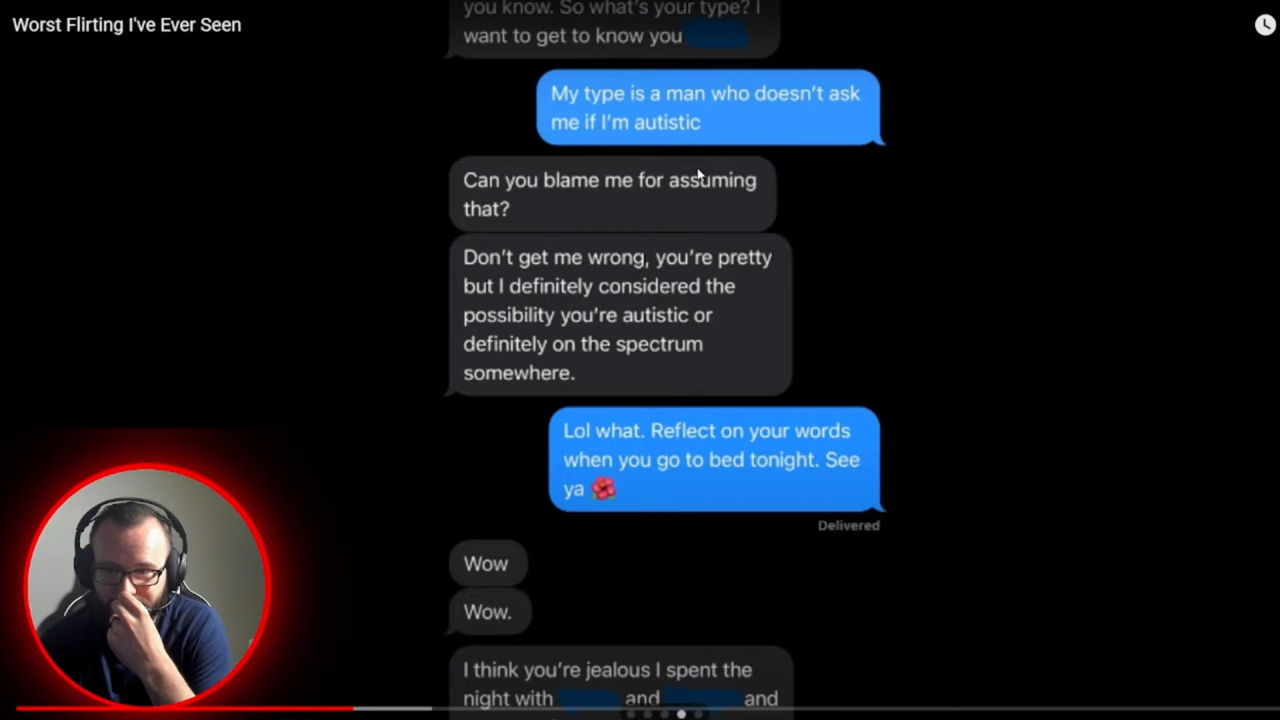 Worst Flirting I've Ever Seen
you know. So what's your type? I
want to get to know you
My type is a man who doesn't ask
me if I'm autistic
Can you blame me for assuming
that?
Don't get me wrong, you're pretty
but I definitely considered the
possibility you're autistic or
definitely on the spectrum
somewhere.
Lol what. Reflect on your words
when you go to bed tonight. See
ya 🌺
Delivered
Wow
Wow.
I think you're jealous I spent the
night with and and